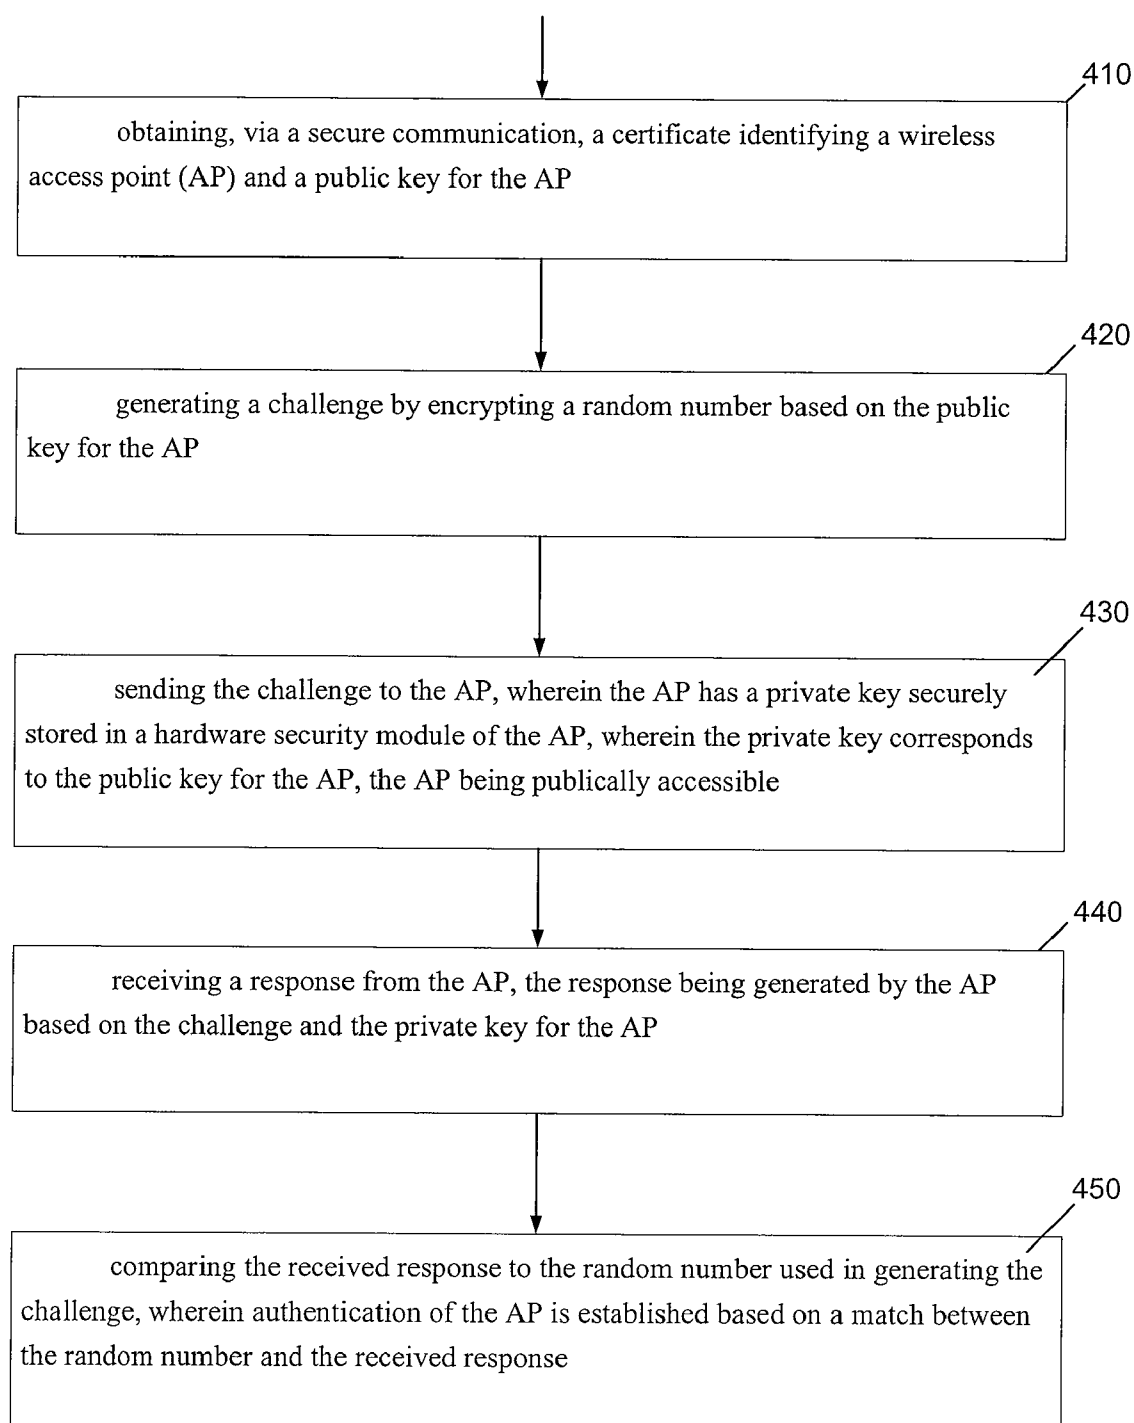 410
obtaining, via a secure communication, a certificate identifying a wireless
access point (AP) and a public key for the AP
420
generating a challenge by encrypting a random number based on the public
key for the AP
430
sending the challenge to the AP, wherein the AP has a private key securely
stored in a hardware security module of the AP, wherein the private key corresponds
to the public key for the AP, the AP being publically accessible
440
receiving a response from the AP, the response being generated by the AP
based on the challenge and the private key for the AP
450
comparing the received response to the random number used in generating the
challenge, wherein authentication of the AP is established based on a match between
the random number and the received response